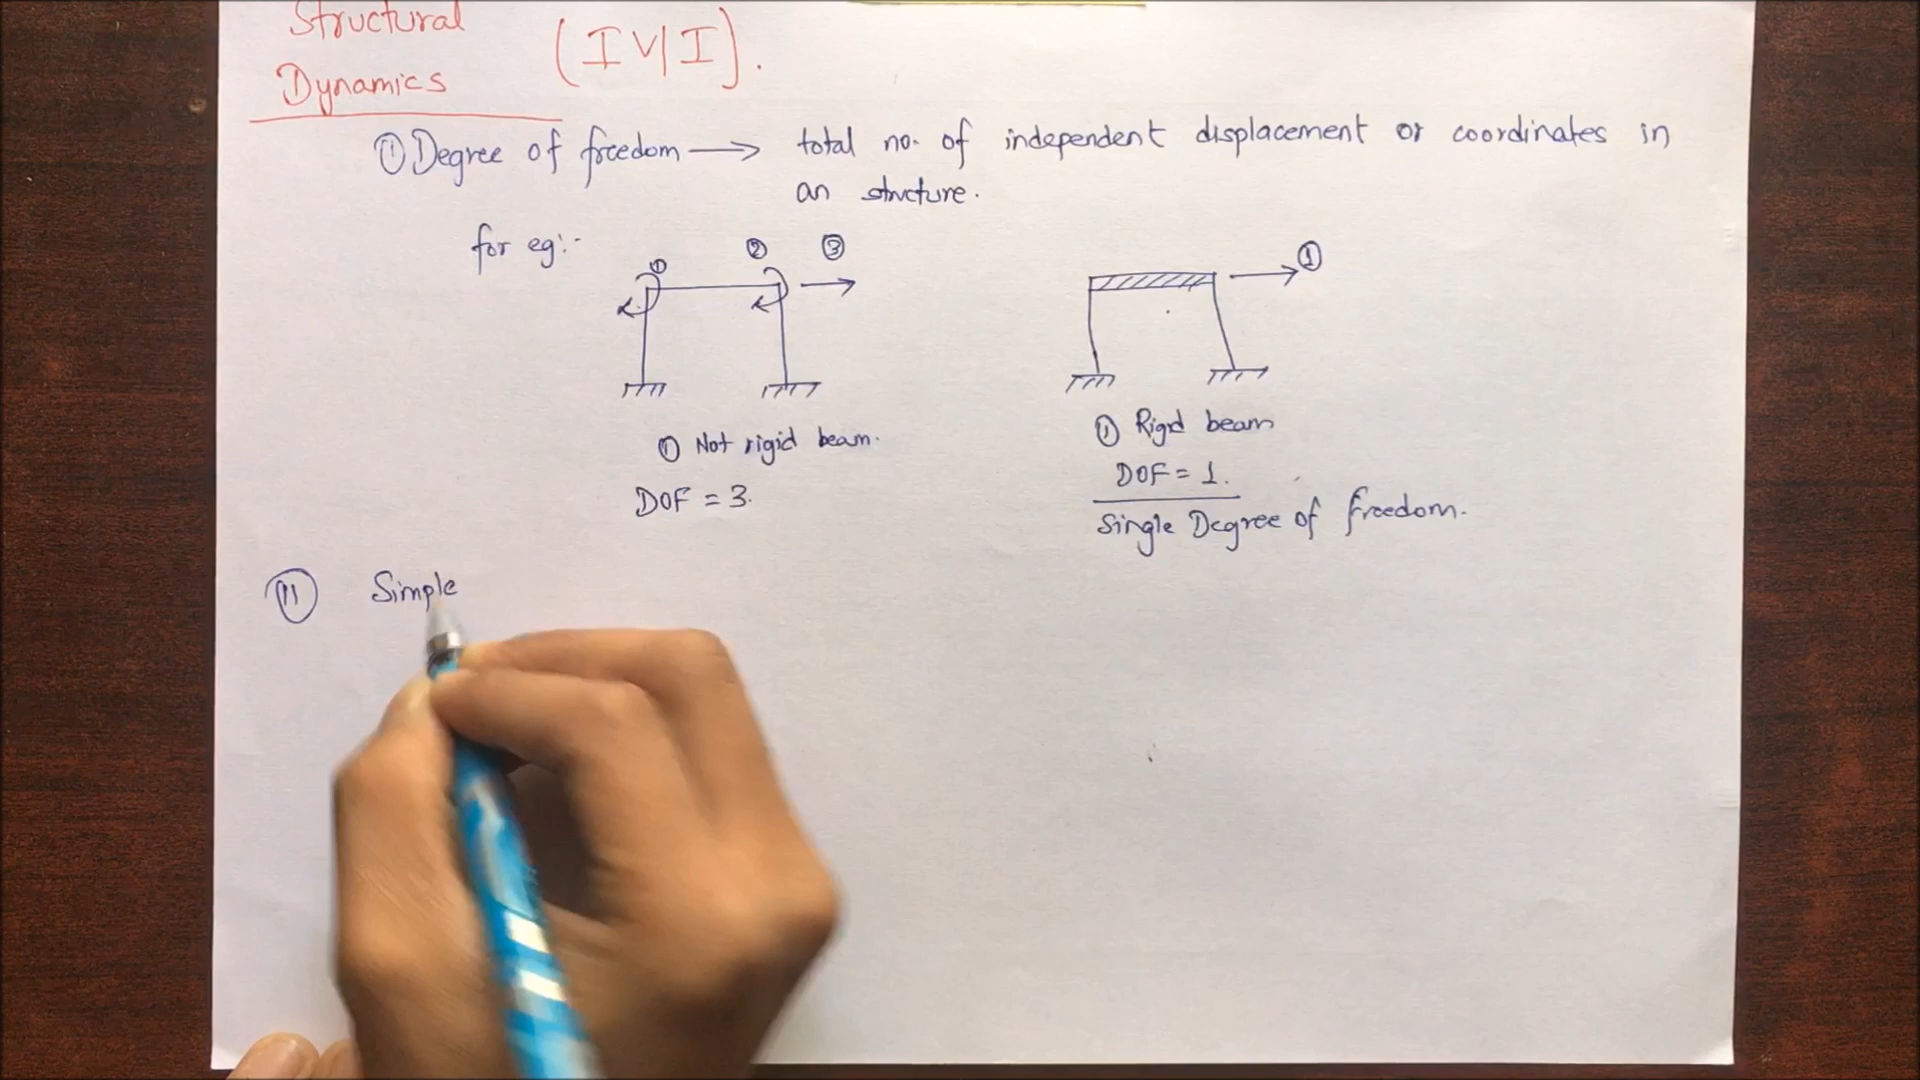 Structural
Dynamics (IV/I).
① Degree of freedom → total no. of independent displacement or coordinates in
an structure.
for eg:-
① ② ③
①
① Not rigid beam.
DOF = 3.
① Rigid beam
DOF = 1.
Single Degree of freedom.
⑪ Simple